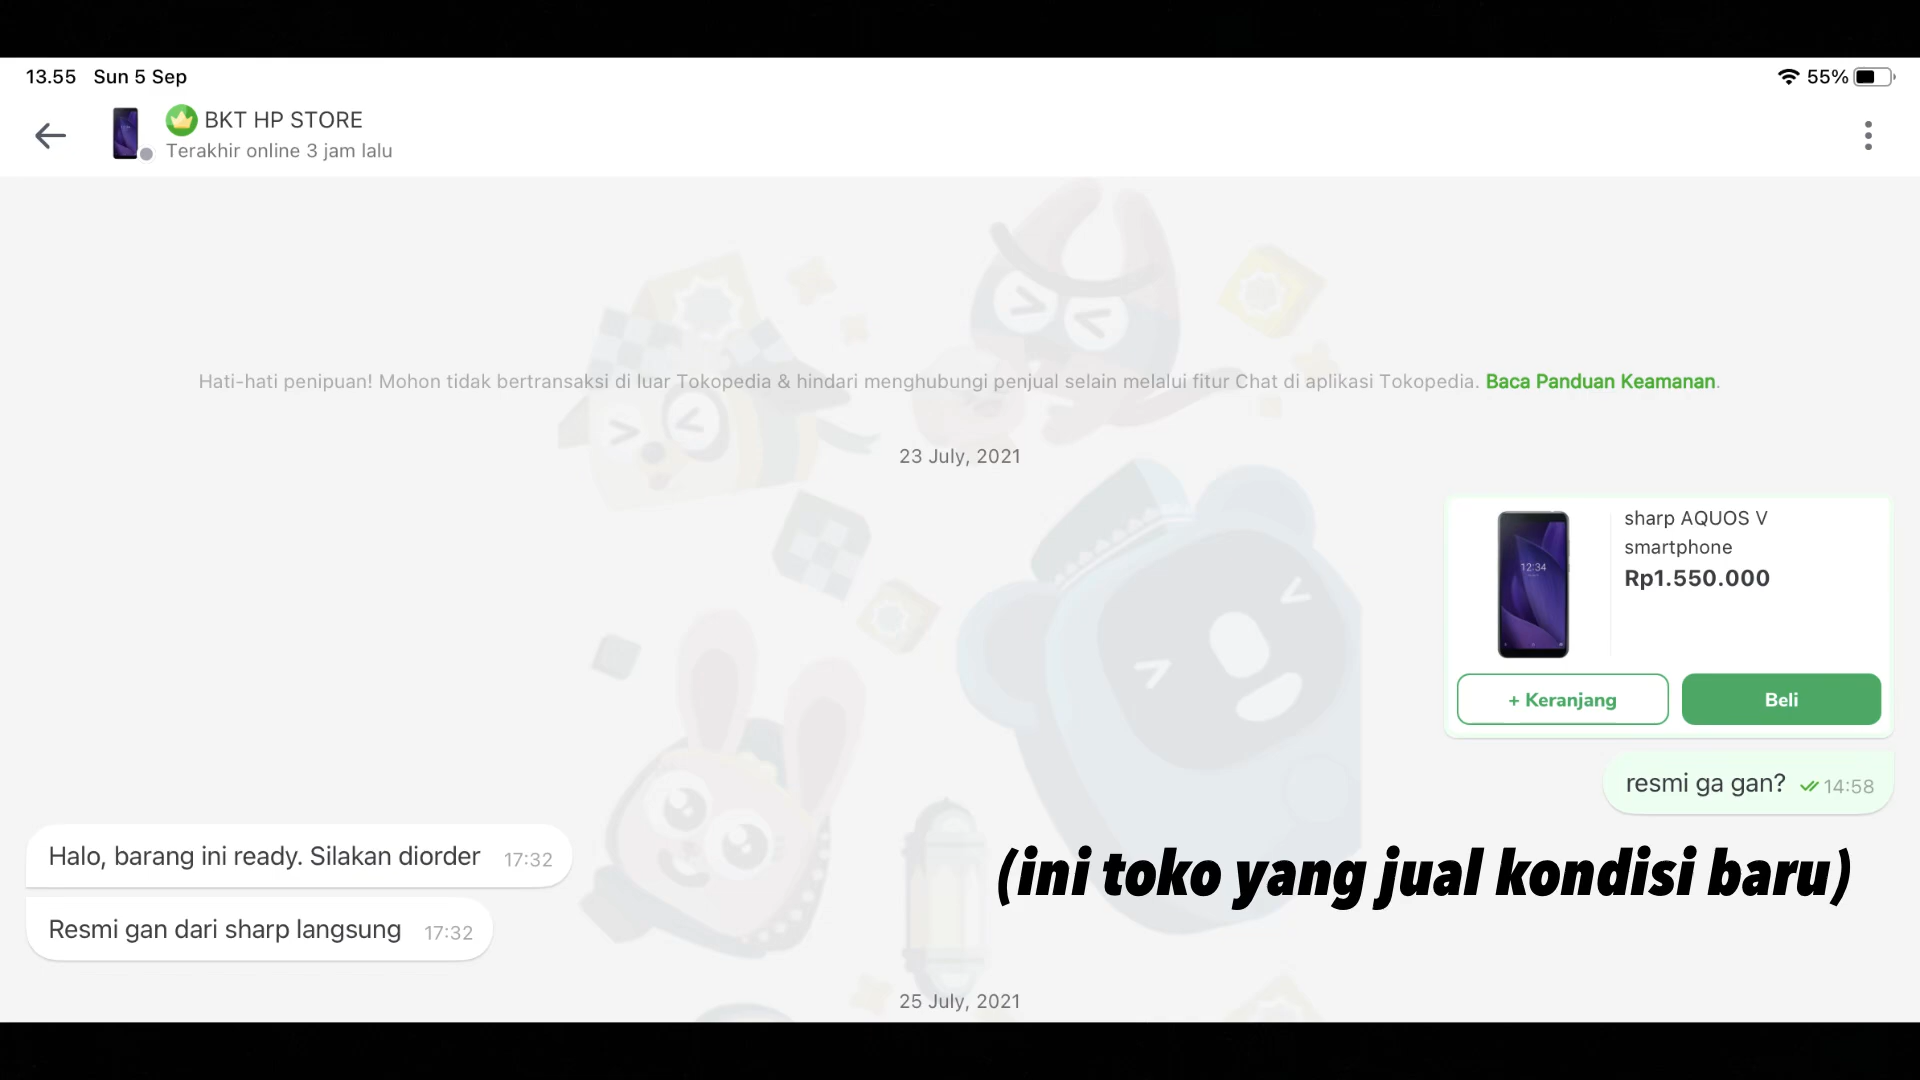 13.55 Sun 5 Sep
55%
BKT HP STORE
Terakhir online 3 jam lalu
Hati-hati penipuan! Mohon tidak bertransaksi di luar Tokopedia & hindari menghubungi penjual selain melalui fitur Chat di aplikasi Tokopedia. Baca Panduan Keamanan.
23 July, 2021
12:34
sharp AQUOS V
smartphone
Rp1.550.000
+ Keranjang
Beli
resmi ga gan? 14:58
Halo, barang ini ready. Silakan diorder 17:32
(ini toko yang jual kondisi baru)
Resmi gan dari sharp langsung 17:32
25 July, 2021